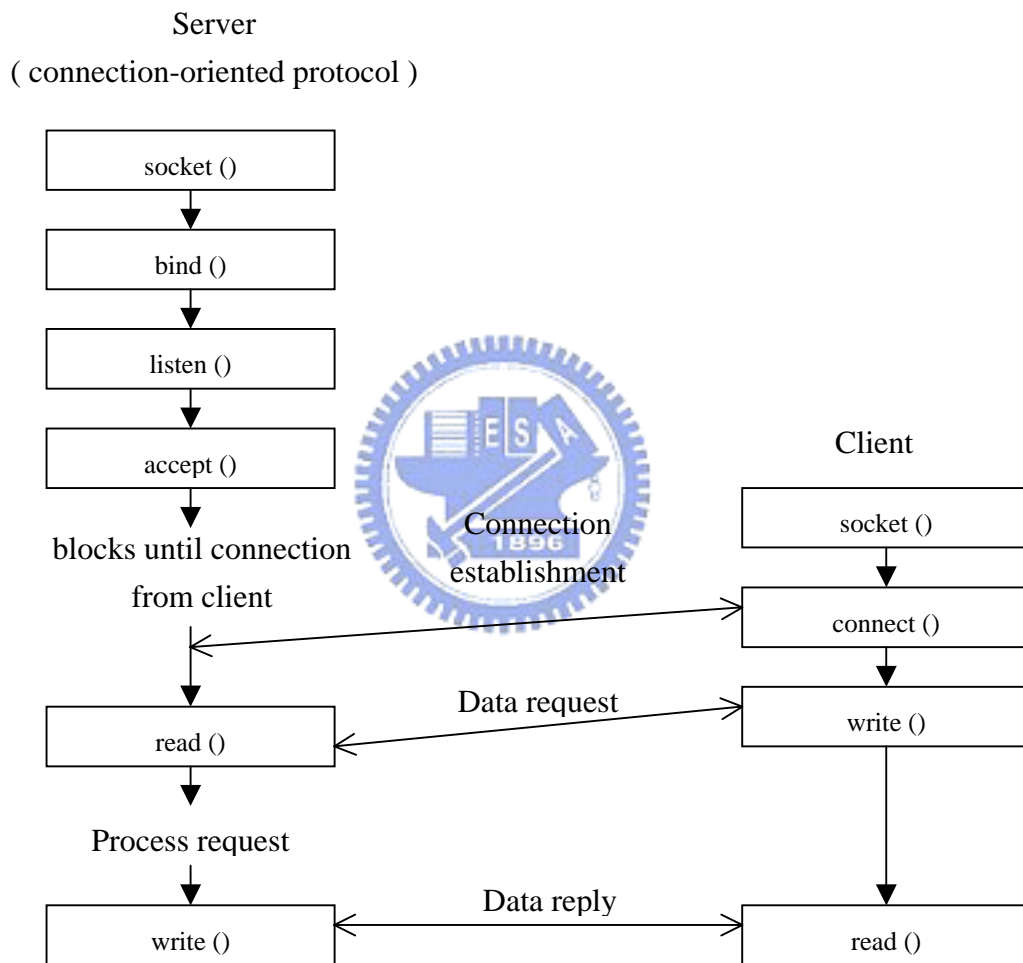 Server
( connection-oriented protocol )
socket ()
bind ()
listen ()
accept ()
blocks until connection
from client
read ()
Process request
write ()
E S A
1896
Connection
establishment
Data request
Data reply
Client
socket ()
connect ()
write ()
read ()